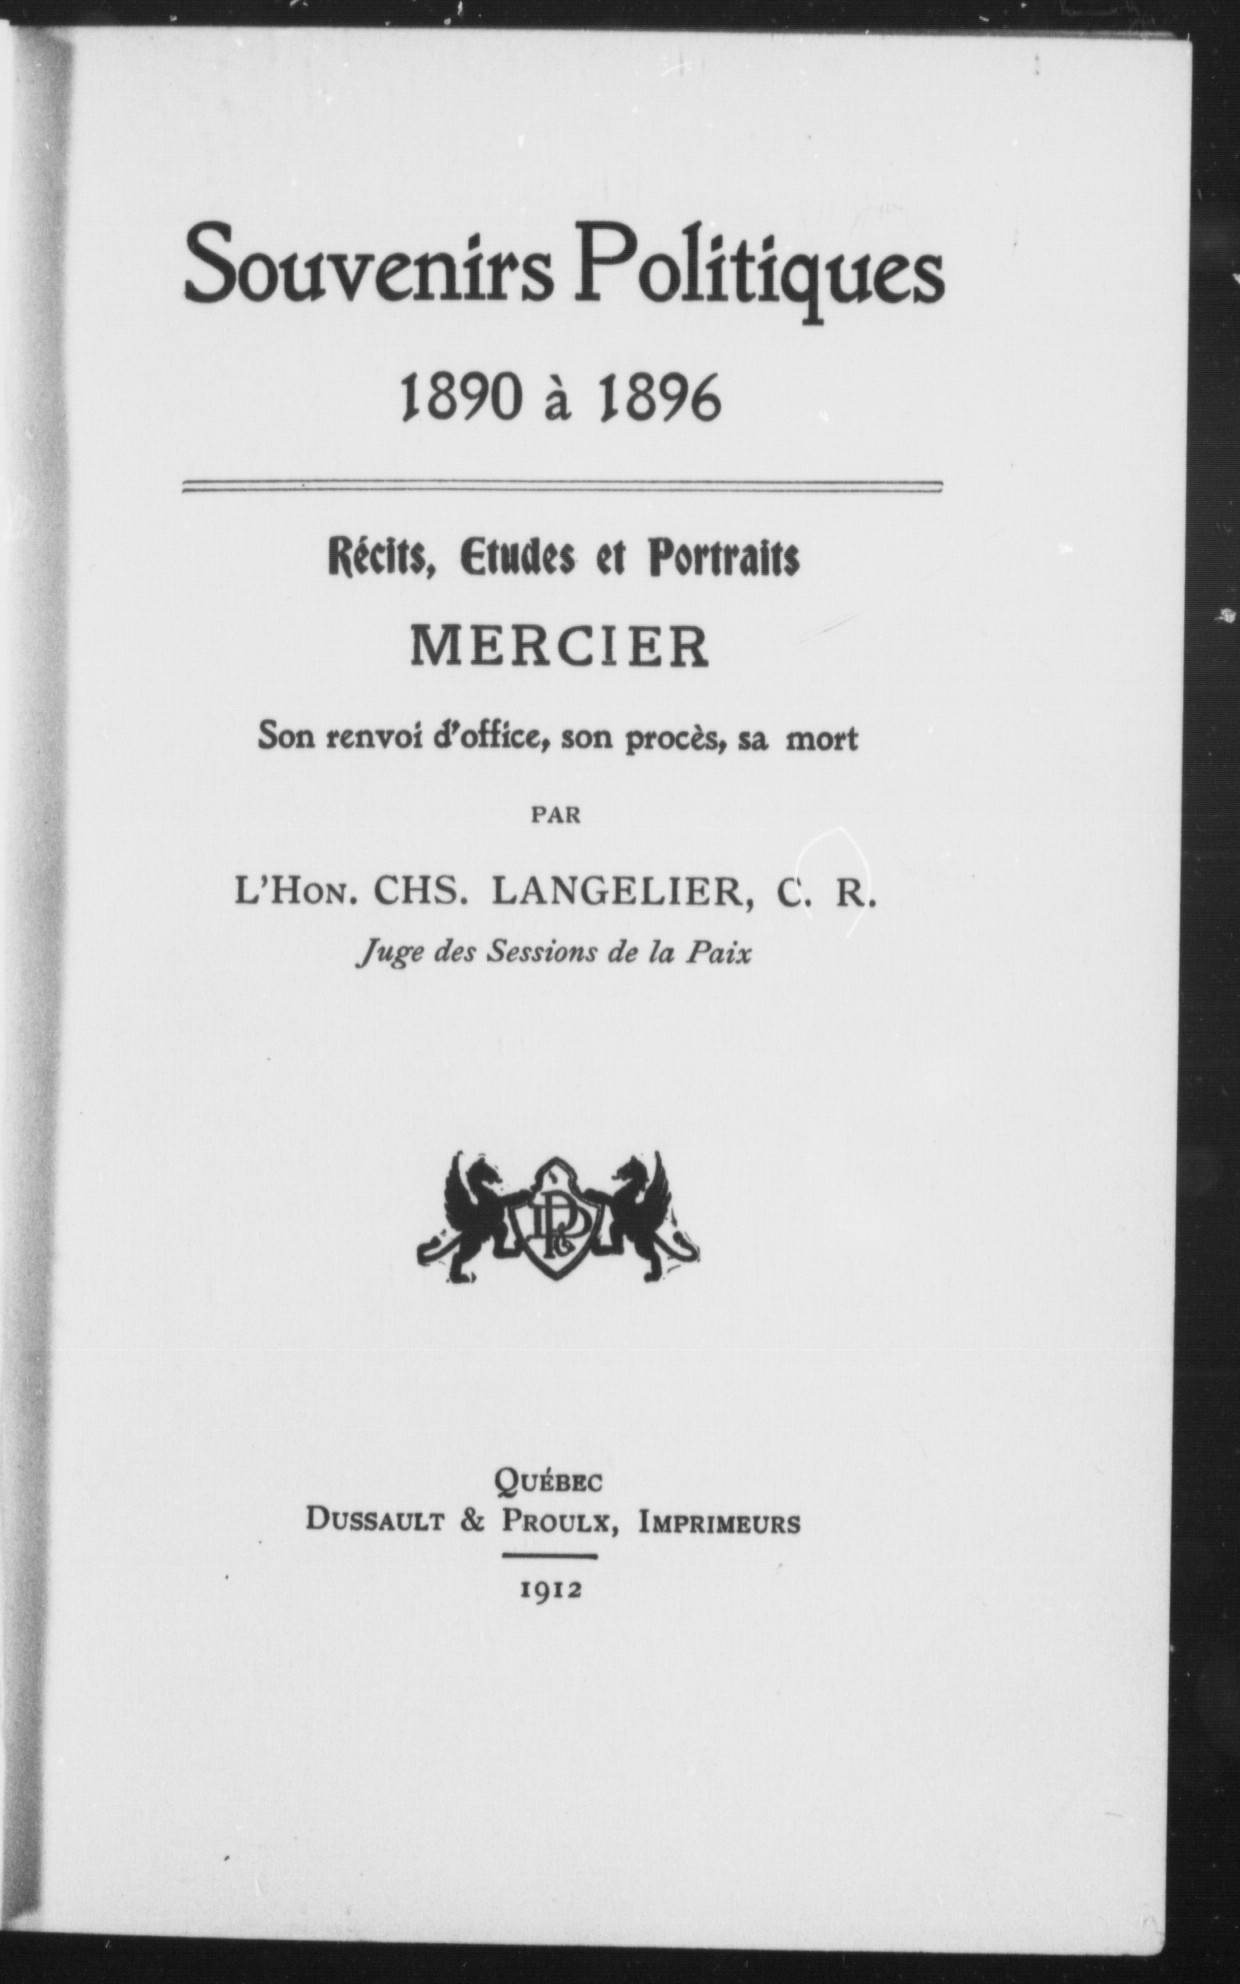 Souvenirs Politiques
1890 à 1896
Récits, Etudes et Portraits
MERCIER
Son renvoi d'office, son procès, sa mort
PAR
L'HON. CHS. LANGELIER, C. R.
Juge des Sessions de la Paix
QUÉBEC
DUSSAULT & PROULX, IMPRIMEURS
1912